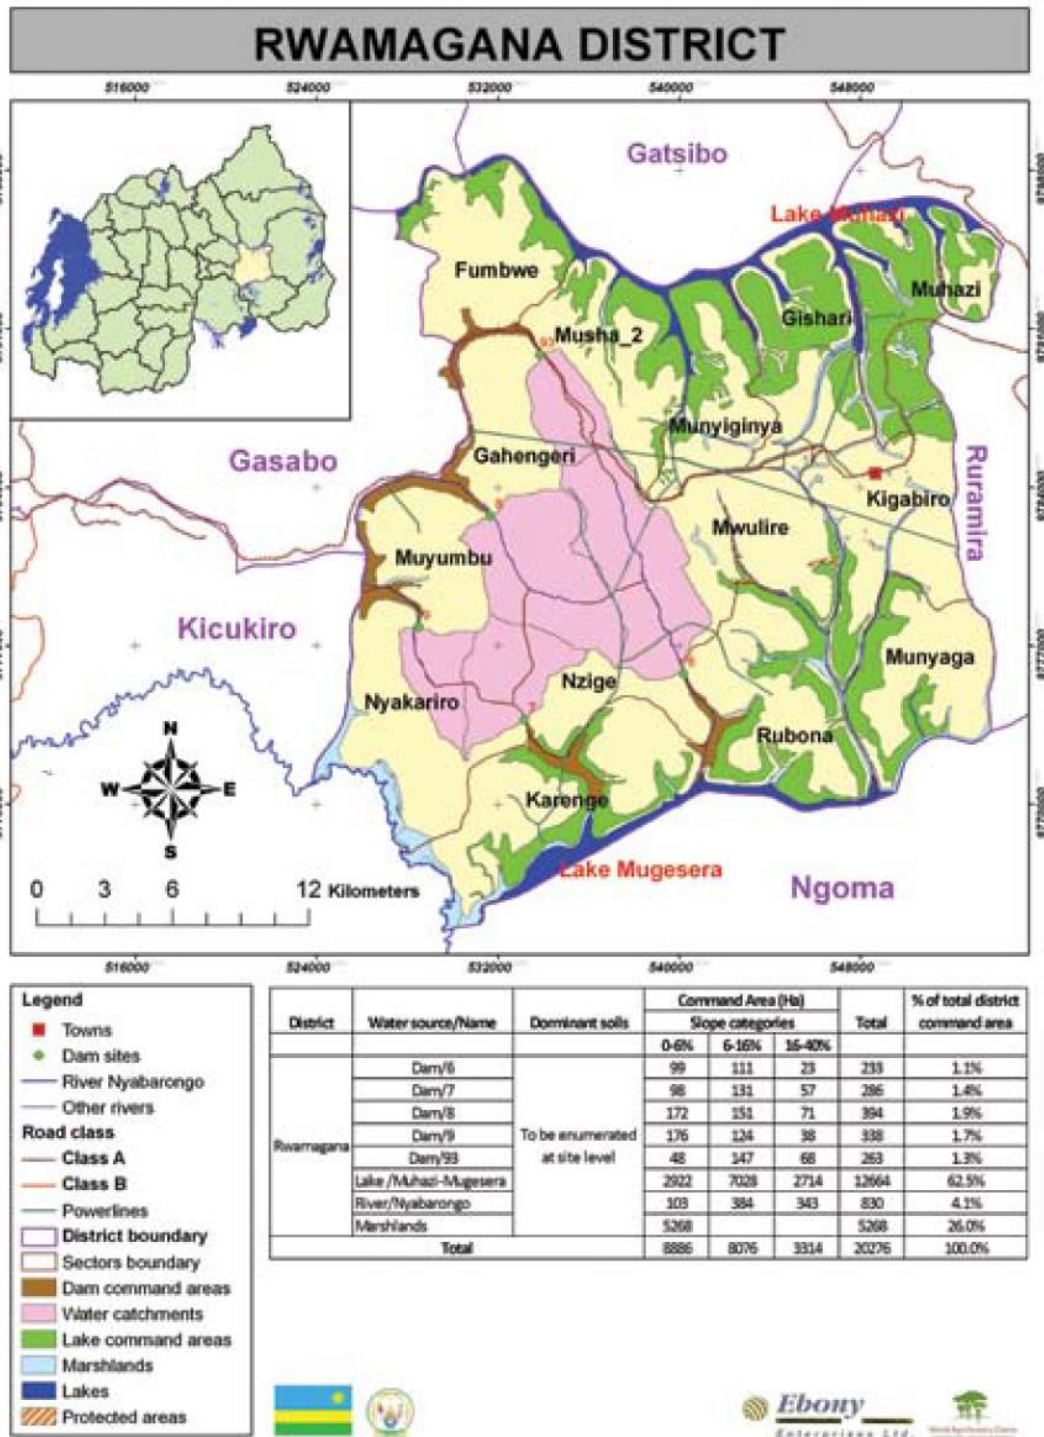 RWAMAGANA DISTRICT
516000 524000 532000 540000 548000
Gatsibo
Lake Muhazi
Fumbwe
Muhazi
Gishari
93 Musha_2
Munyiginya
Gasabo
Gahengeri
Ruramira
Kigabiro
9
Mwulire
Muyumbu
8
Kicukiro
Munyaga
6
Nzige
Nyakariro
7
Rubona
N
W E
S
Karenge
Lake Mugesera
Ngoma
0 3 6 12 Kilometers
516000 524000 532000 540000 548000
Legend
Towns
Dam sites
River Nyabarongo
Other rivers
Road class
Class A
Class B
Powerlines
District boundary
Sectors boundary
Dam command areas
Water catchments
Lake command areas
Marshlands
Lakes
Protected areas
Command Area (Ha) % of total district
District Water source/Name Dorminant soils Slope categories Total command area
0-6% 6-16% 16-40%
Dam/6 99 111 23 233 1.1%
Dam/7 98 131 57 286 1.4%
Dam/8 172 151 71 394 1.9%
Dam/9 To be enumerated 176 124 38 338 1.7%
Rwamagana Dam/93 at site level 48 147 68 263 1.3%
Lake /Muhazi-Mugesera 2922 7028 2714 12664 62.5%
River/Nyabarongo 103 384 343 830 4.1%
Marshlands 5268 5268 26.0%
Total 8886 8076 3314 20276 100.0%
Ebony
Enterprises Ltd.